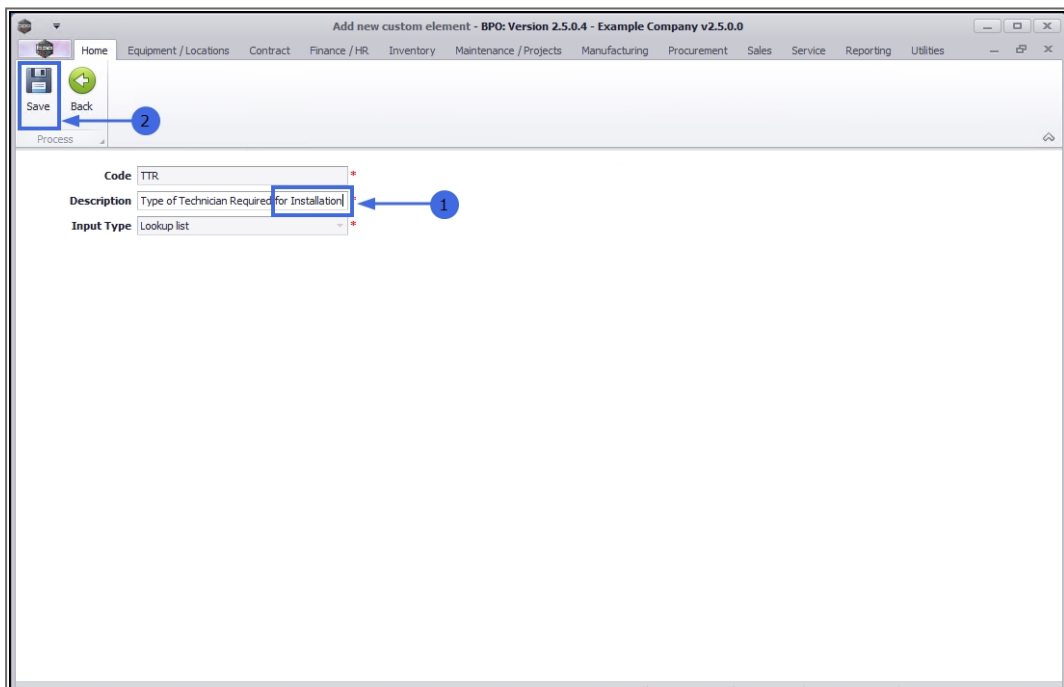 Add new custom element - BPO: Version 2.5.0.4 - Example Company v2.5.0.0
Home Equipment / Locations Contract Finance / HR Inventory Maintenance / Projects Manufacturing Procurement Sales Service Reporting Utilities
Save Back
2
Process
Code TTR *
Description Type of Technician Required for Installation * 1
Input Type Lookup list *